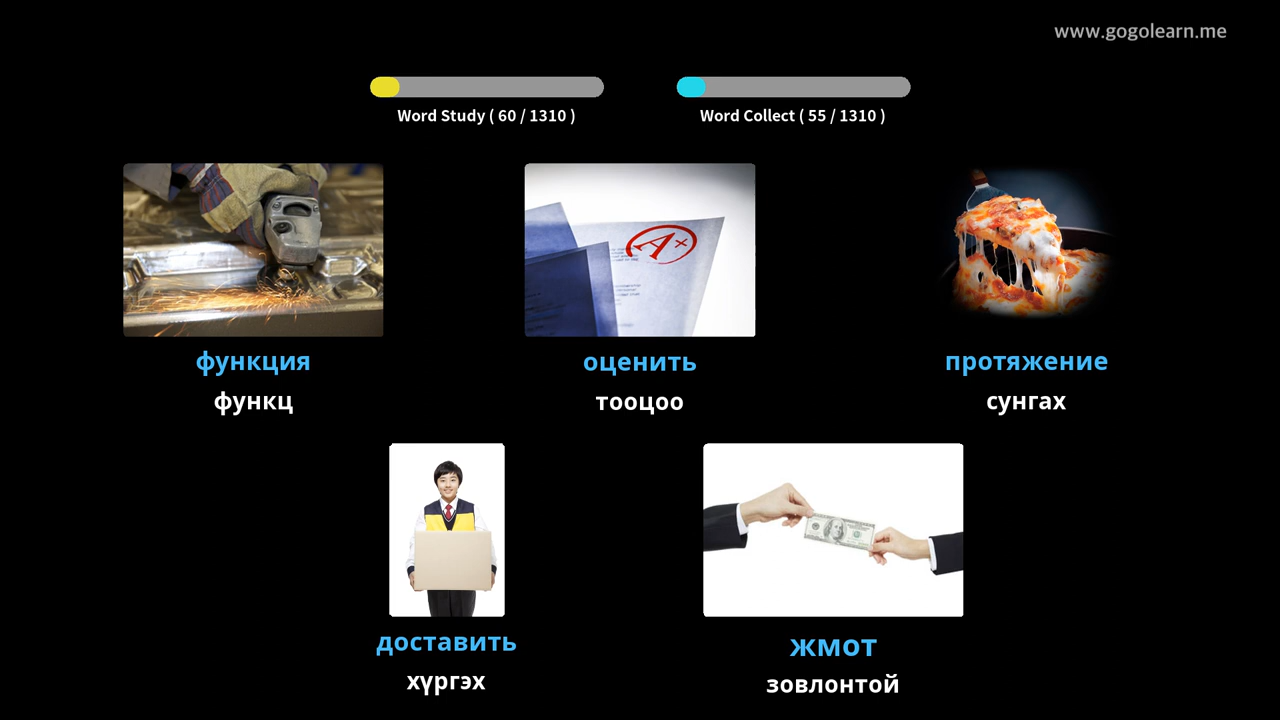 www.gogolearn.me
Word Study ( 60 / 1310 )
Word Collect ( 55 / 1310 )
функция
оценить
протяжение
функц
тооцоо
сунгах
доставить
жмот
хүргэх
зовлонтой
A+